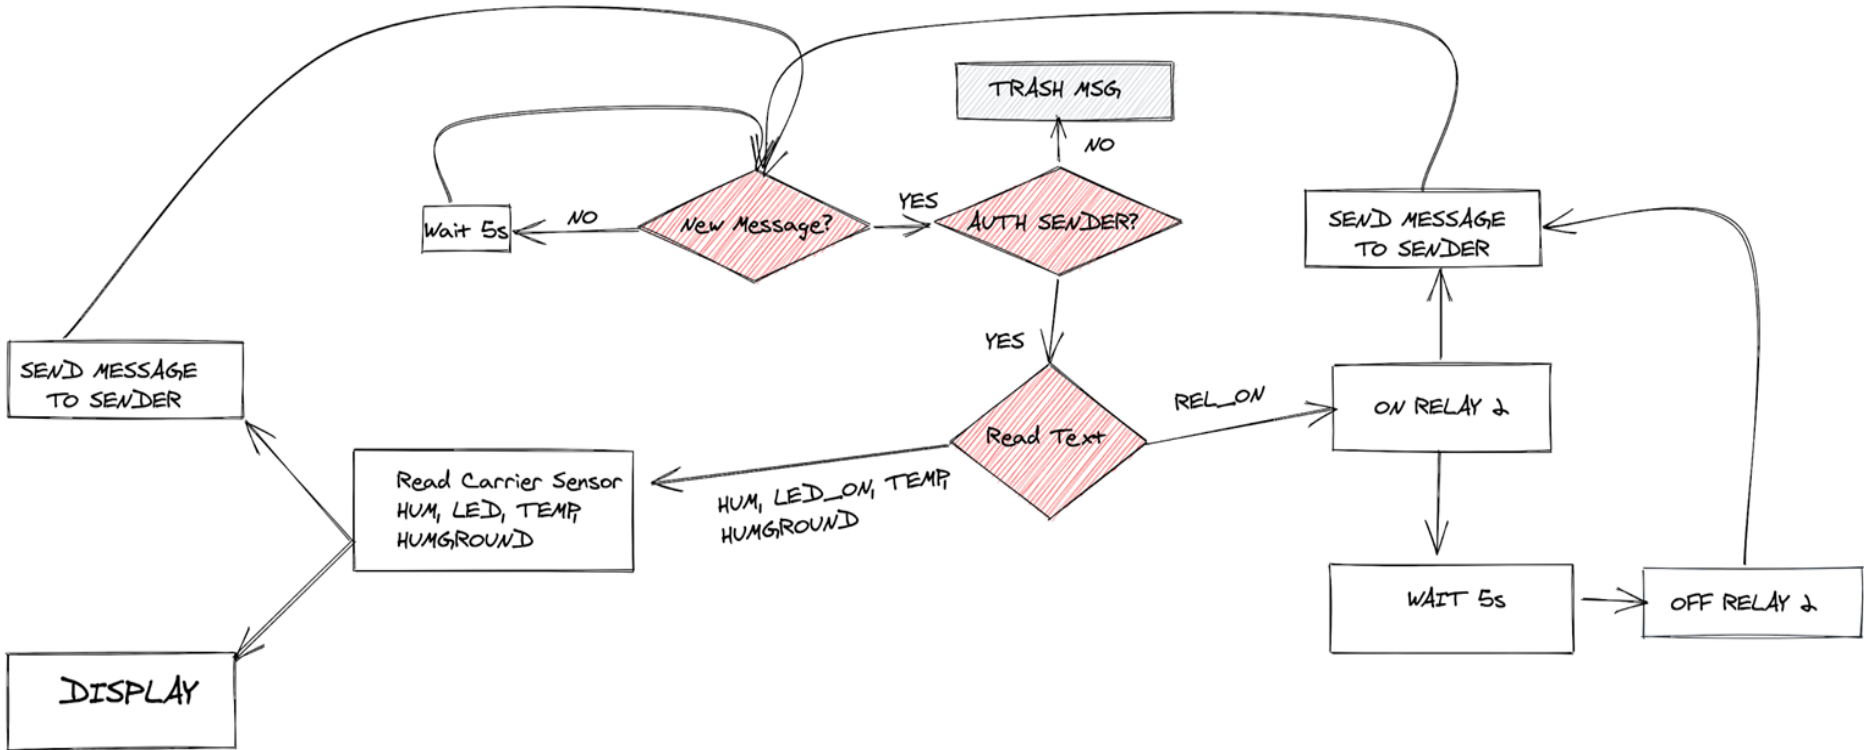 TRASH MSG
NO
YES
New Message?
NO
Wait 5s
AUTH SENDER?
SEND MESSAGE
TO SENDER
YES
SEND MESSAGE
TO SENDER
REL_ON
ON RELAY 2
Read Text
HUM, LED_ON, TEMP,
HUMGROUND
Read Carrier Sensor
HUM, LED, TEMP,
HUMGROUND
WAIT 5s
OFF RELAY 2
DISPLAY